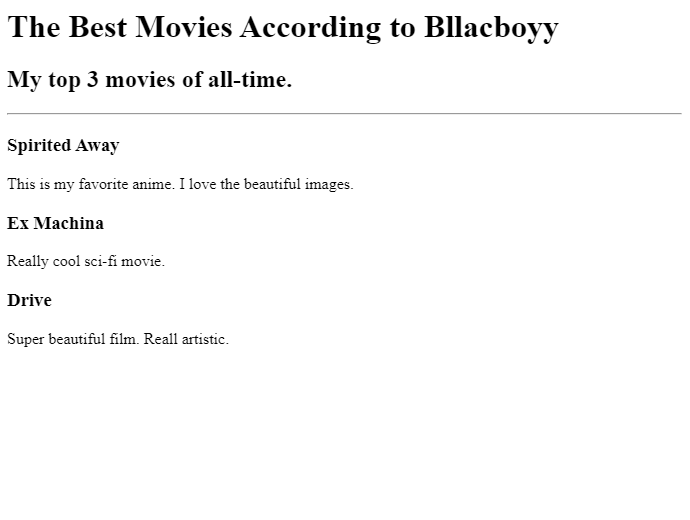 The Best Movies According to Bllacboyy
My top 3 movies of all-time.
Spirited Away
This is my favorite anime. I love the beautiful images.
Ex Machina
Really cool sci-fi movie.
Drive
Super beautiful film. Reall artistic.